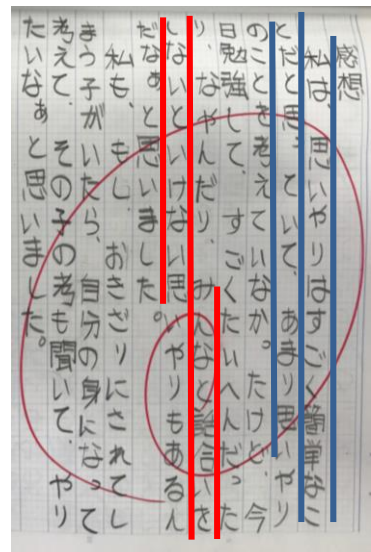 感想
私は、思いやりはすごく簡単なこ
とだと思っていて、あまり思いやり
のことを考えていなかったけど、今
日勉強して、すごくたいへんだった
り、なやんだり、みんなと話合いを
しないといけない思いやりもあるん
だなぁと思いました。
私も、もし、おきざりにされてし
まう子がいたら、自分の身になって
考えて、その子の考も聞いて、やり
たいなぁと思いました。